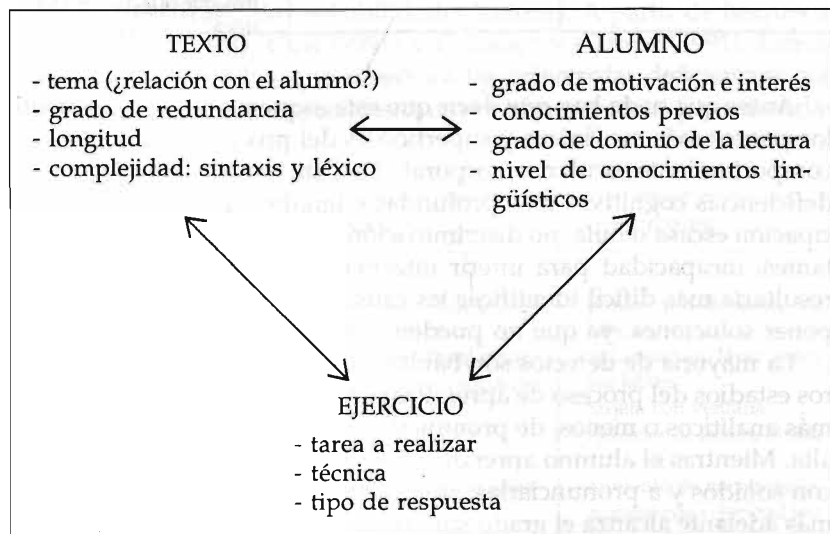 TEXTO
- tema (¿relación con el alumno?)
- grado de redundancia
- longitud
- complejidad: sintaxis y léxico
ALUMNO
- grado de motivación e interés
- conocimientos previos
- grado de dominio de la lectura
- nivel de conocimientos lin-
güísticos
EJERCICIO
- tarea a realizar
- técnica
- tipo de respuesta